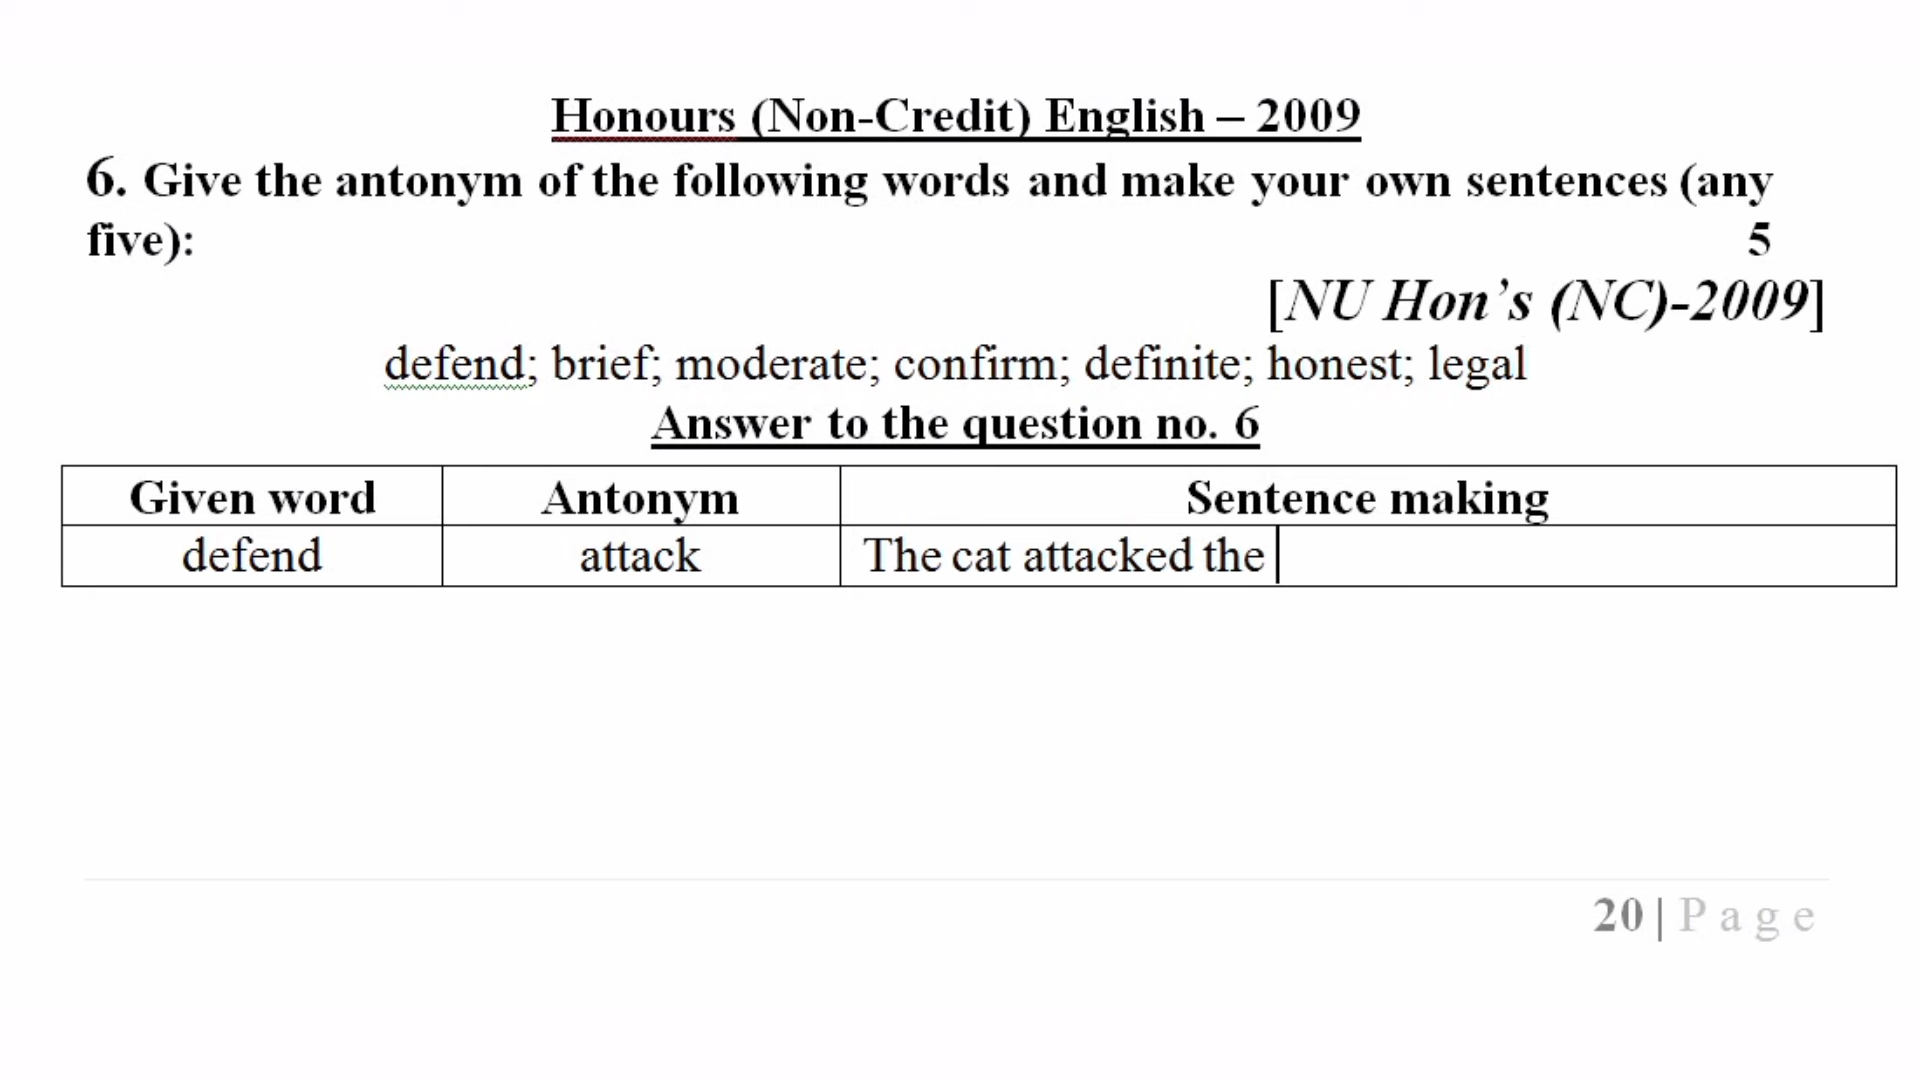 Honours (Non-Credit) English – 2009
6. Give the antonym of the following words and make your own sentences (any
five): 5
[NU Hon’s (NC)-2009]
defend; brief; moderate; confirm; definite; honest; legal
Answer to the question no. 6
Given word Antonym Sentence making
defend attack The cat attacked the
20 | P a g e